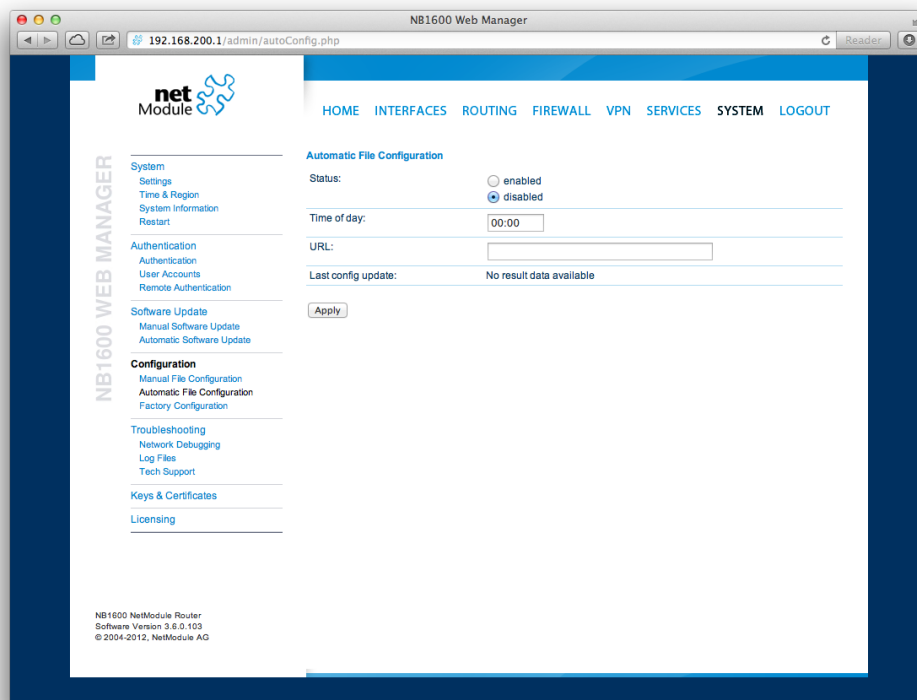 NB1600 Web Manager
192.168.200.1/admin/autoConfig.php
Reader
net
Module
HOME INTERFACES ROUTING FIREWALL VPN SERVICES SYSTEM LOGOUT
NB1600 WEB MANAGER
System
Settings
Time & Region
System Information
Restart
Authentication
Authentication
User Accounts
Remote Authentication
Software Update
Manual Software Update
Automatic Software Update
Configuration
Manual File Configuration
Automatic File Configuration
Factory Configuration
Troubleshooting
Network Debugging
Log Files
Tech Support
Keys & Certificates
Licensing
Automatic File Configuration
Status:
enabled
disabled
Time of day:
00:00
URL:
Last config update: No result data available
Apply
NB1600 NetModule Router
Software Version 3.6.0.103
© 2004-2012, NetModule AG